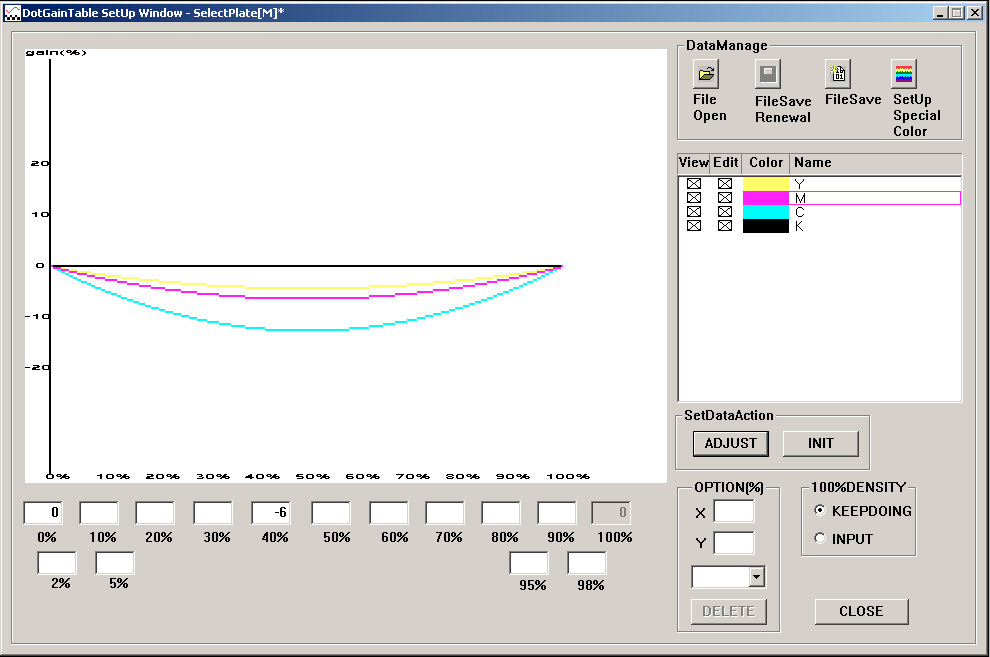 DotGainTable SetUp Window - SelectPlate[M]*
gain(%)
20
10
0
-10
-20
0% 10% 20% 30% 40% 50% 60% 70% 80% 90% 100%
0 -6 0
0% 10% 20% 30% 40% 50% 60% 70% 80% 90% 100%
2% 5% 95% 98%
DataManage
File Open
FileSave Renewal
FileSave
SetUp Special Color
View Edit Color Name
Y
M
C
K
SetDataAction
ADJUST INIT
OPTION(%)
X
Y
DELETE
100%DENSITY
KEEPDOING
INPUT
CLOSE